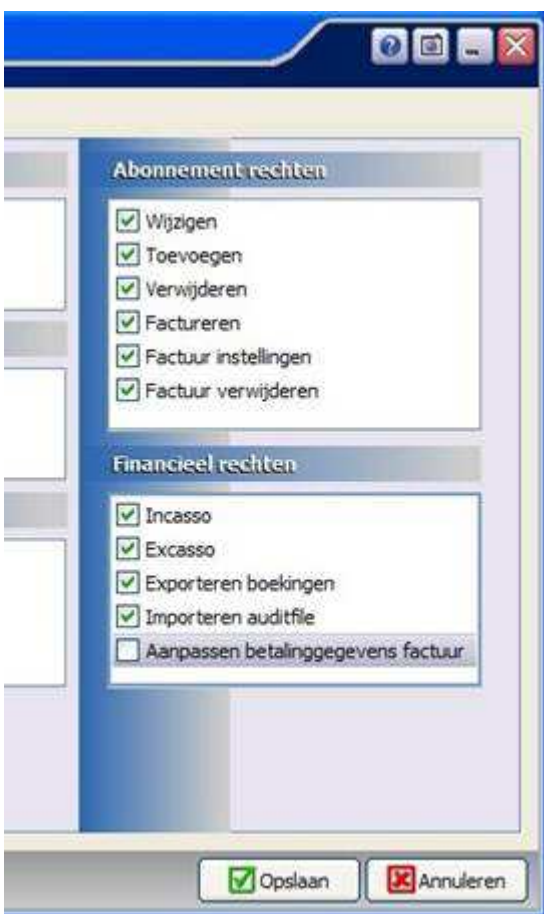 Abonnement rechten
Wijzigen
Toevoegen
Verwijderen
Factureren
Factuur instellingen
Factuur verwijderen
Financieel rechten
Incasso
Excasso
Exporteren boekingen
Importeren auditfile
Aanpassen betalinggegevens factuur
Opslaan
Annuleren